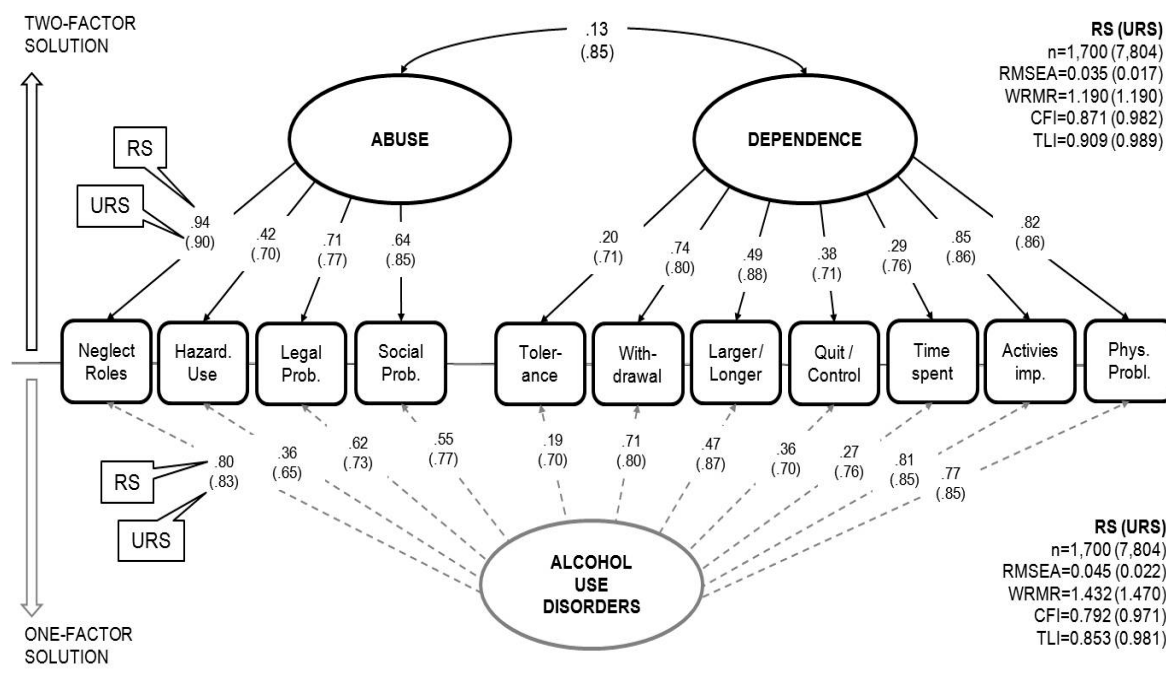 TWO-FACTOR
SOLUTION
.13
(.85)
RS (URS)
n=1,700 (7,804)
RMSEA=0.035 (0.017)
WRMR=1.190 (1.190)
CFI=0.871 (0.982)
TLI=0.909 (0.989)
ABUSE
DEPENDENCE
RS
URS
.94
(.90)
.42
(.70)
.71
(.77)
.64
(.85)
.20
(.71)
.74
(.80)
.49
(.88)
.38
(.71)
.29
(.76)
.85
(.86)
.82
(.86)
Neglect
Roles
Hazard.
Use
Legal
Prob.
Social
Prob.
Toler-
ance
With-
drawal
Larger /
Longer
Quit /
Control
Time
spent
Activies
imp.
Phys.
Probl.
.80
(.83)
.36
(.65)
.62
(.73)
.55
(.77)
.19
(.70)
.71
(.80)
.47
(.87)
.36
(.70)
.27
(.76)
.81
(.85)
.77
(.85)
RS
URS
ALCOHOL
USE
DISORDERS
RS (URS)
n=1,700 (7,804)
RMSEA=0.045 (0.022)
WRMR=1.432 (1.470)
CFI=0.792 (0.971)
TLI=0.853 (0.981)
ONE-FACTOR
SOLUTION